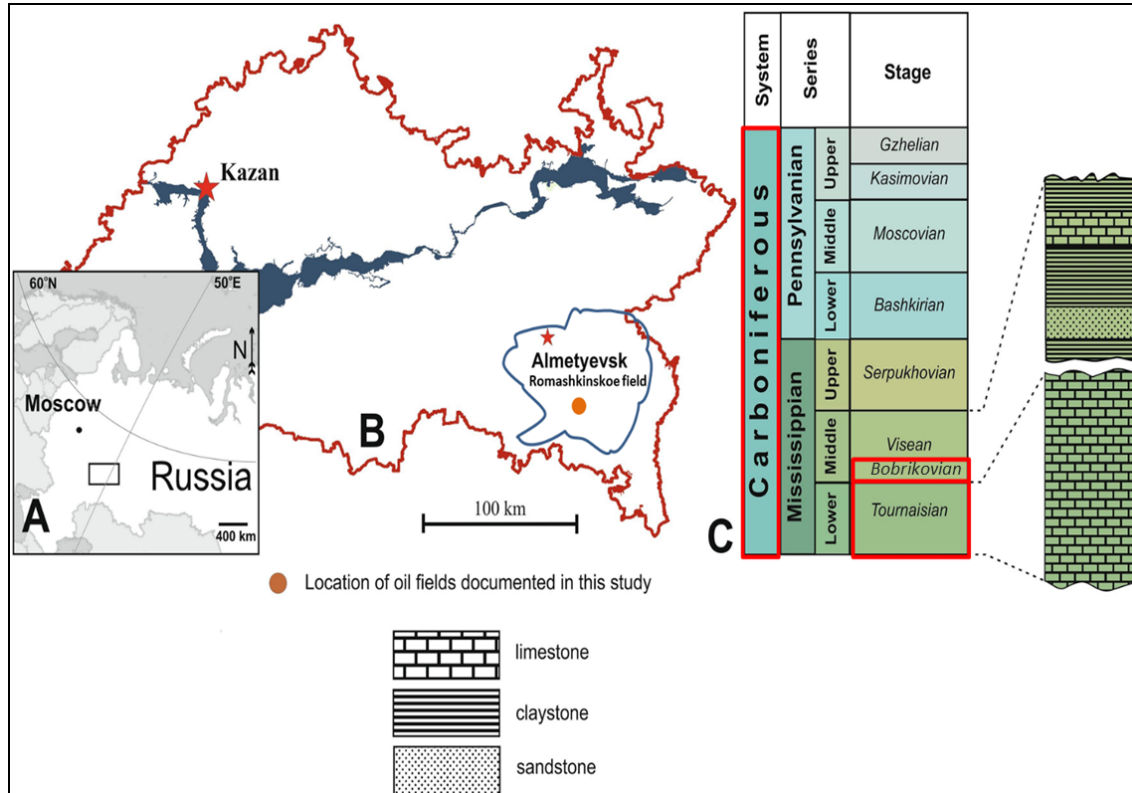 Kazan
60°N
50°E
N
Moscow
Russia
A
400 km
B
Almetyevsk
Romashkinskoe field
100 km
Location of oil fields documented in this study
limestone
claystone
sandstone
C
System
Series
Stage
Carboniferous
Pennsylvanian
Mississippian
Upper
Middle
Lower
Upper
Middle
Lower
Gzhelian
Kasimovian
Moscovian
Bashkirian
Serpukhovian
Visean
Bobrikovian
Tournaisian